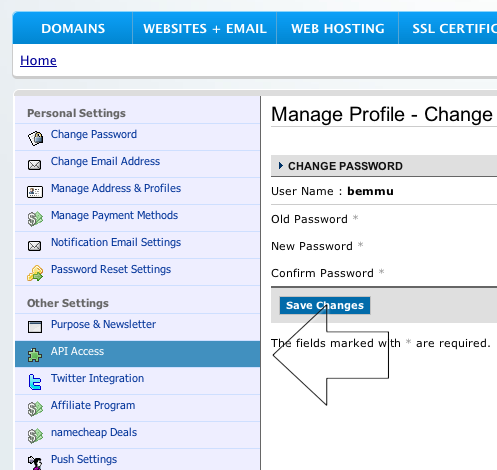 DOMAINS WEBSITES + EMAIL WEB HOSTING SSL CERTIFIC
Home
Personal Settings
Change Password
Change Email Address
Manage Address & Profiles
Manage Payment Methods
Notification Email Settings
Password Reset Settings
Other Settings
Purpose & Newsletter
API Access
Twitter Integration
Affiliate Program
namecheap Deals
Push Settings
Manage Profile - Change
CHANGE PASSWORD
User Name : bemmu
Old Password *
New Password *
Confirm Password *
Save Changes
The fields marked with * are required.